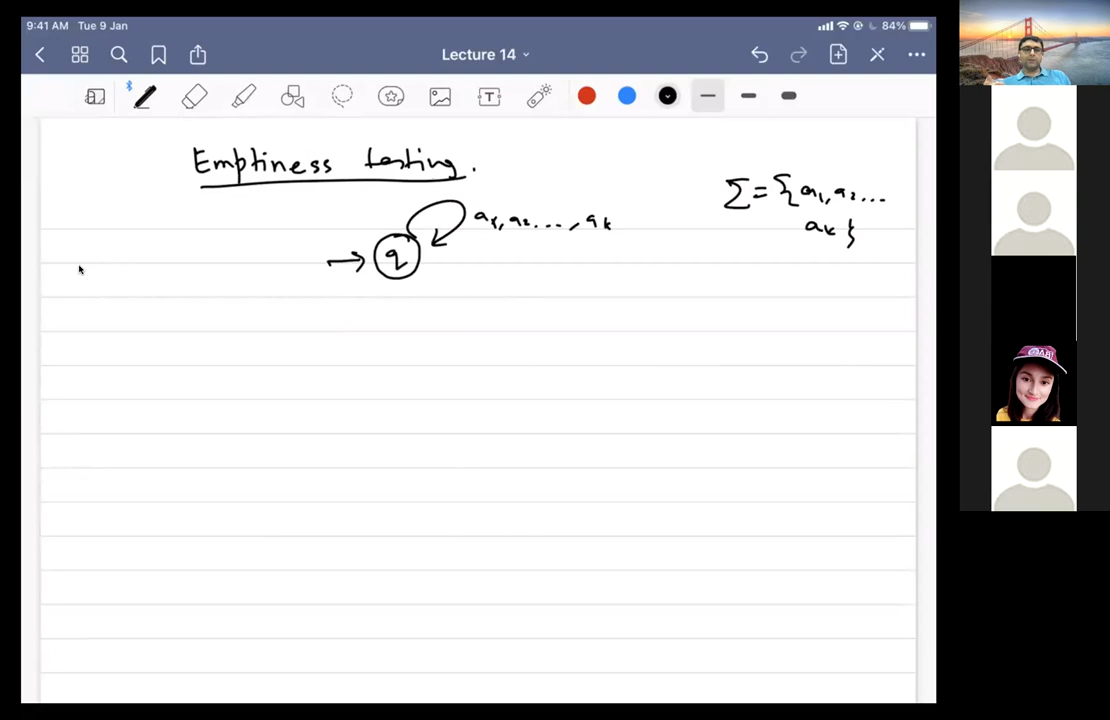 9:41 AM Tue 9 Jan
84%
Lecture 14
Emptiness testing.
Σ = {a₁, a₂ ...
aₖ }
a₁, a₂ ..., aₖ
→ q